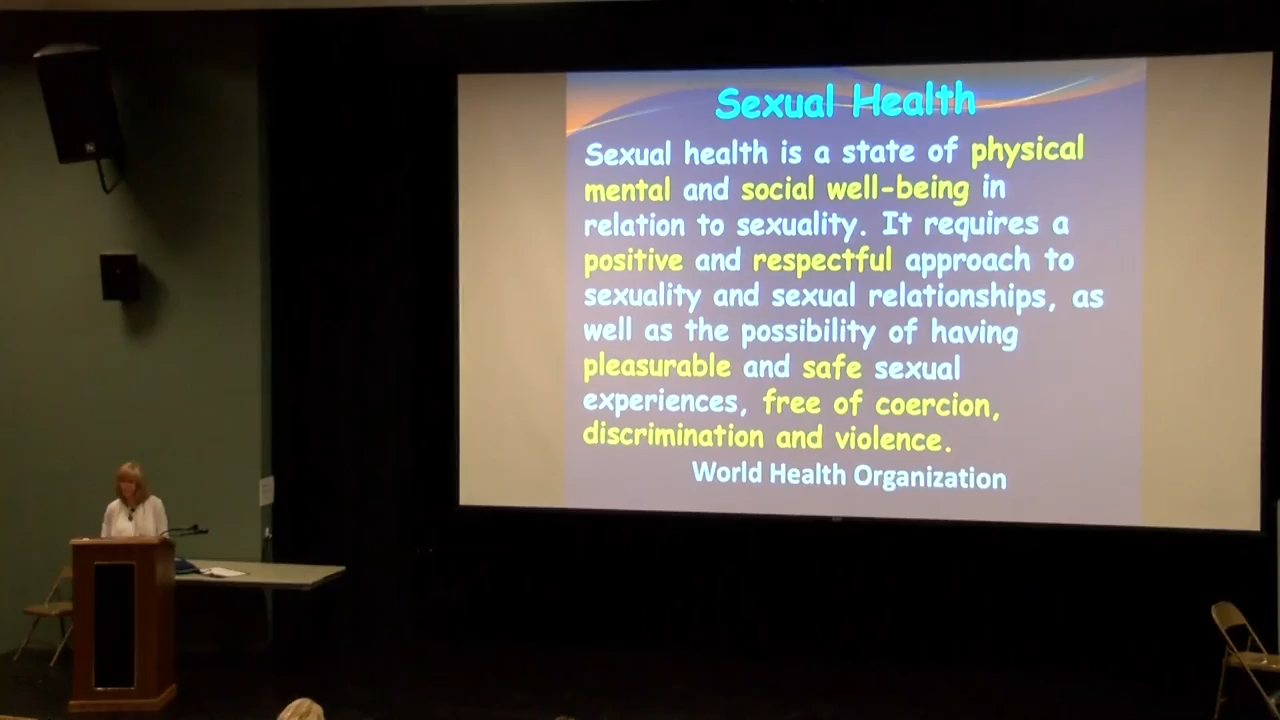 Sexual Health
Sexual health is a state of physical
mental and social well-being in
relation to sexuality. It requires a
positive and respectful approach to
sexuality and sexual relationships, as
well as the possibility of having
pleasurable and safe sexual
experiences, free of coercion,
discrimination and violence.
World Health Organization